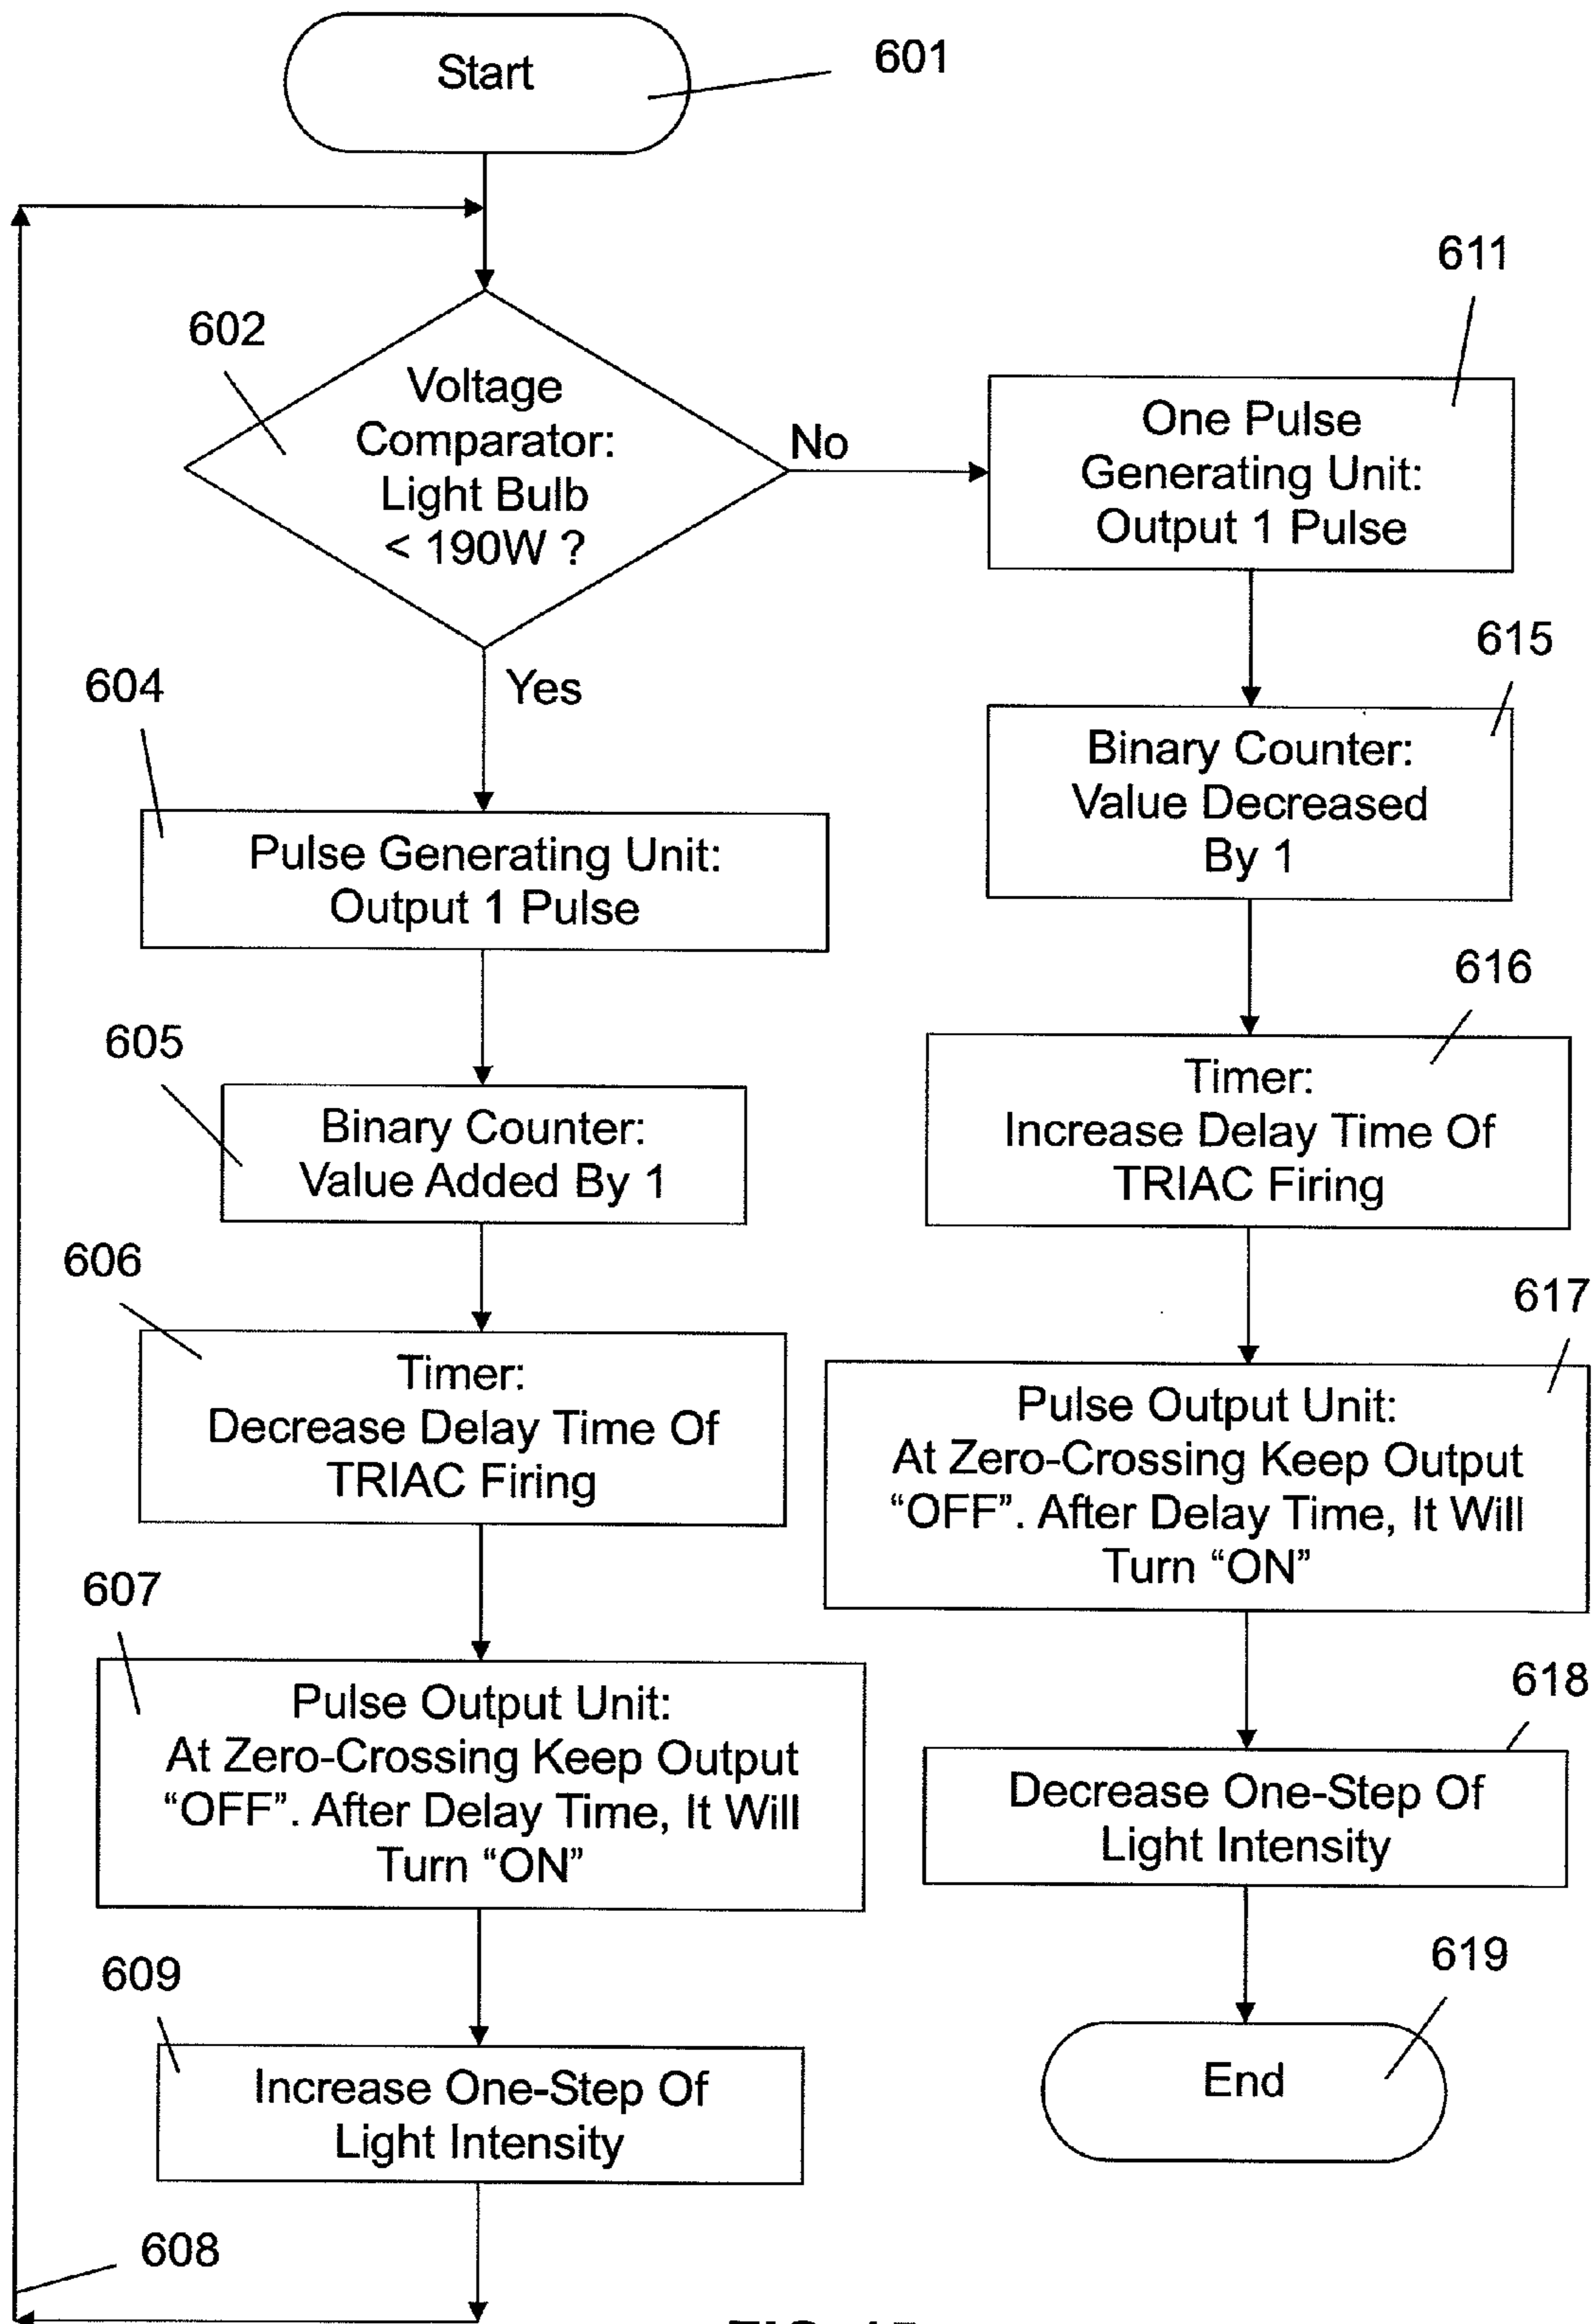 Start
601
602
Voltage
Comparator:
Light Bulb
< 190W ?
No
Yes
611
One Pulse
Generating Unit:
Output 1 Pulse
604
Pulse Generating Unit:
Output 1 Pulse
615
Binary Counter:
Value Decreased
By 1
605
Binary Counter:
Value Added By 1
616
Timer:
Increase Delay Time Of
TRIAC Firing
606
Timer:
Decrease Delay Time Of
TRIAC Firing
617
Pulse Output Unit:
At Zero-Crossing Keep Output
“OFF”. After Delay Time, It Will
Turn “ON”
607
Pulse Output Unit:
At Zero-Crossing Keep Output
“OFF”. After Delay Time, It Will
Turn “ON”
618
Decrease One-Step Of
Light Intensity
609
Increase One-Step Of
Light Intensity
619
End
608